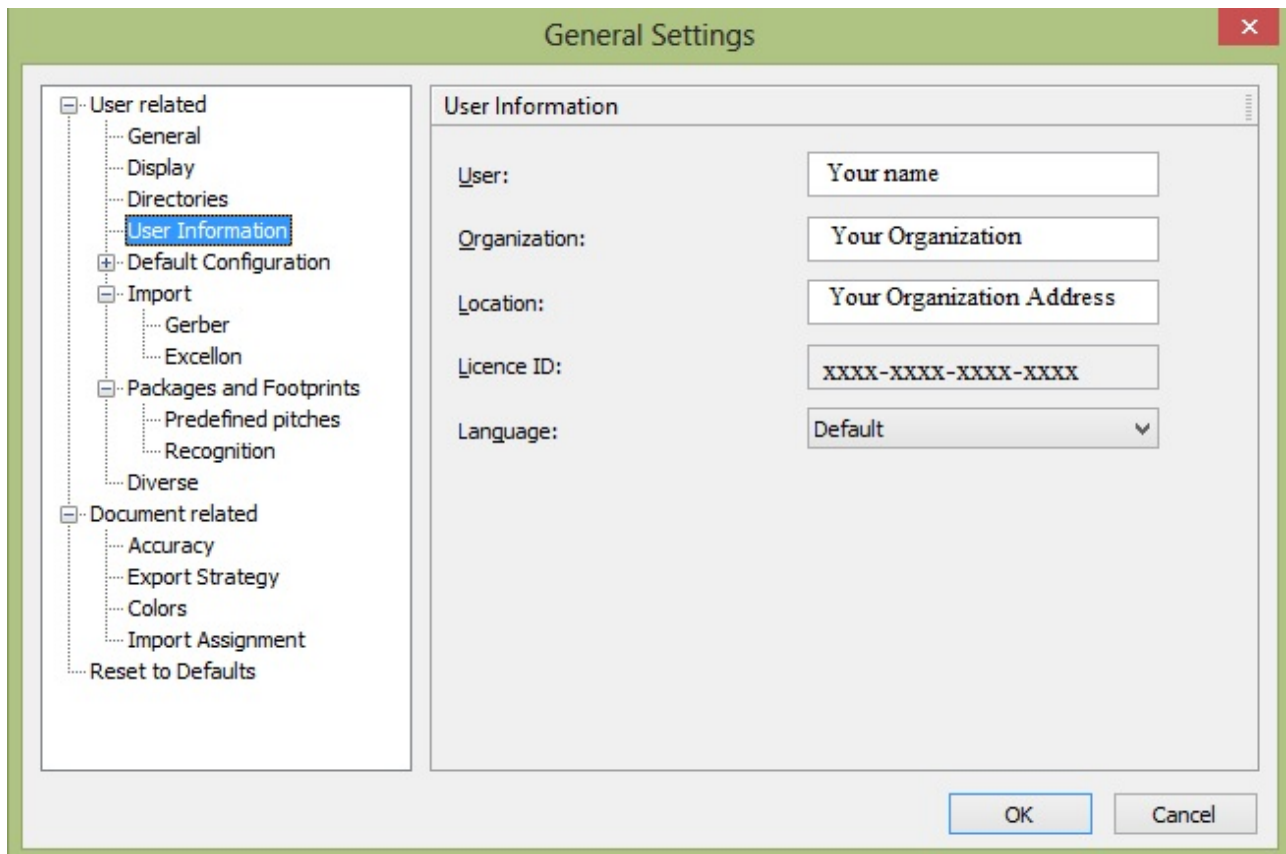 General Settings
User related
General
Display
Directories
User Information
Default Configuration
Import
Gerber
Excellon
Packages and Footprints
Predefined pitches
Recognition
Diverse
Document related
Accuracy
Export Strategy
Colors
Import Assignment
Reset to Defaults
User Information
User: Your name
Organization: Your Organization
Location: Your Organization Address
Licence ID: xxxx-xxxx-xxxx-xxxx
Language: Default
OK Cancel